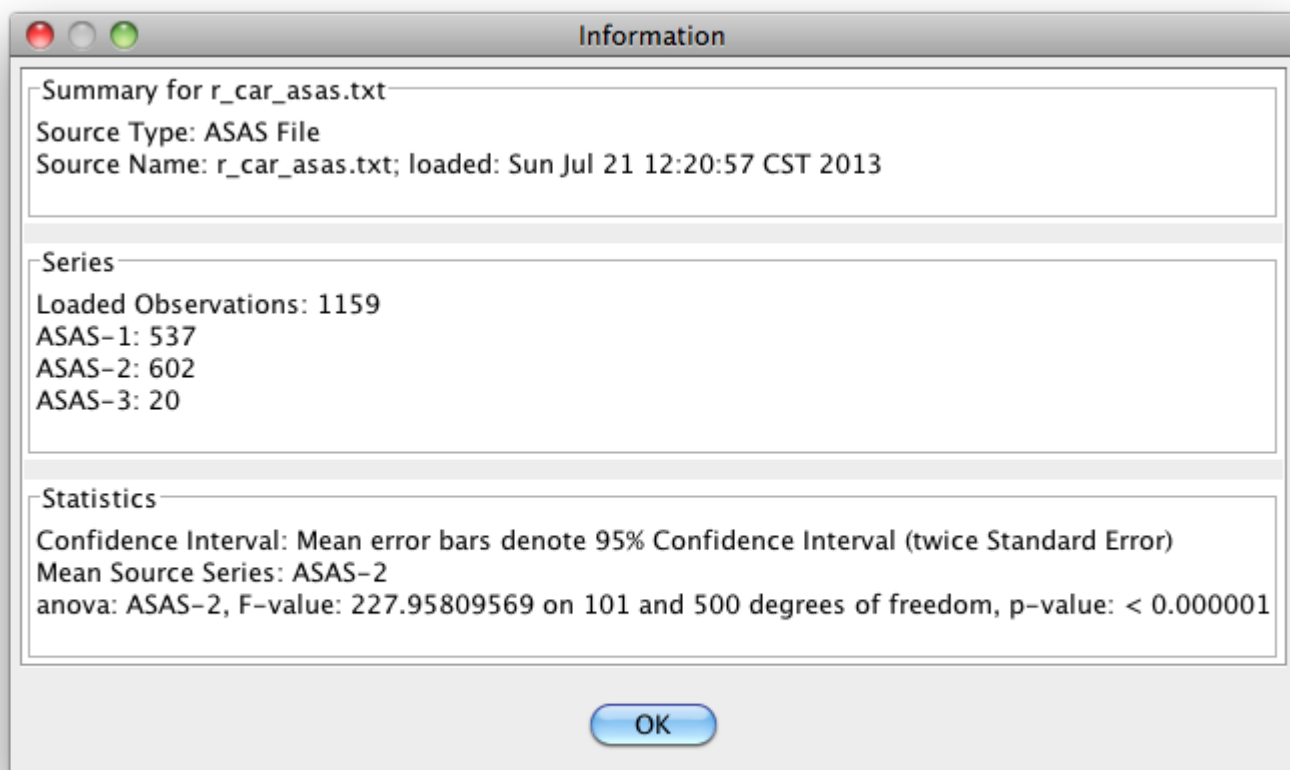 Information
Summary for r_car_asas.txt
Source Type: ASAS File
Source Name: r_car_asas.txt; loaded: Sun Jul 21 12:20:57 CST 2013
Series
Loaded Observations: 1159
ASAS-1: 537
ASAS-2: 602
ASAS-3: 20
Statistics
Confidence Interval: Mean error bars denote 95% Confidence Interval (twice Standard Error)
Mean Source Series: ASAS-2
anova: ASAS-2, F-value: 227.95809569 on 101 and 500 degrees of freedom, p-value: < 0.000001
OK